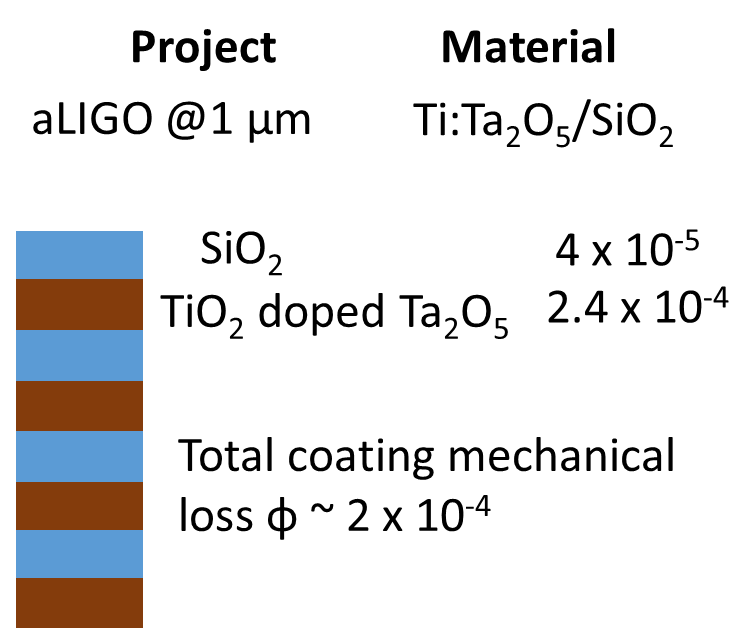 Project Material
aLIGO @1 µm Ti:Ta₂O₅/SiO₂
SiO₂ 4 x 10⁻⁵
TiO₂ doped Ta₂O₅ 2.4 x 10⁻⁴
Total coating mechanical
loss ϕ ~ 2 x 10⁻⁴